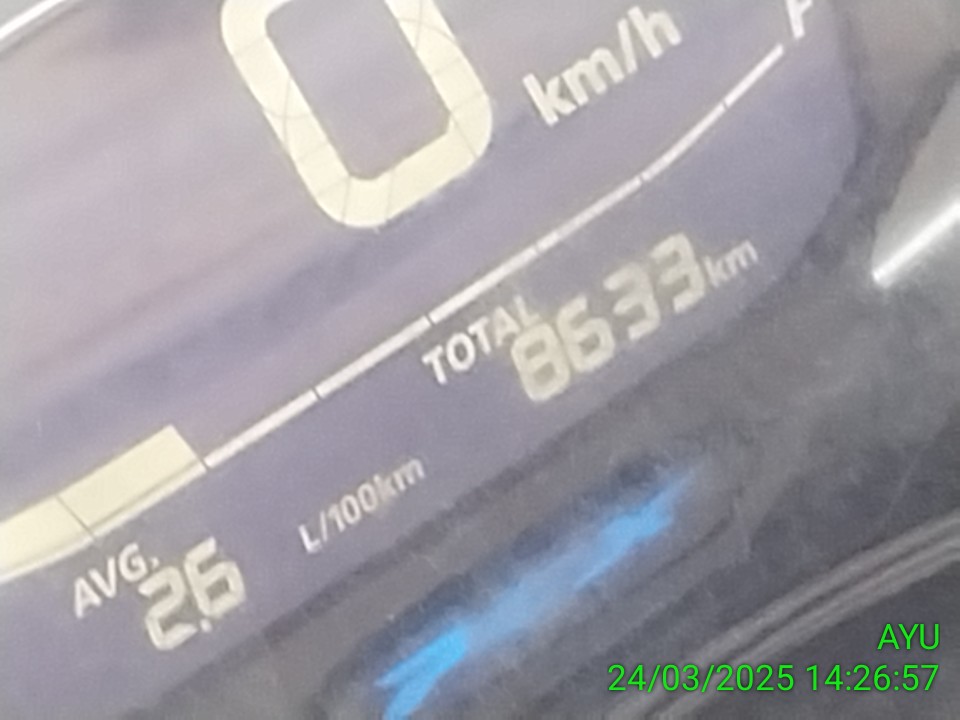 0 km/h
F
TOTAL 8633 km
AVG. 2.6 L/100km
AYU
24/03/2025 14:26:57